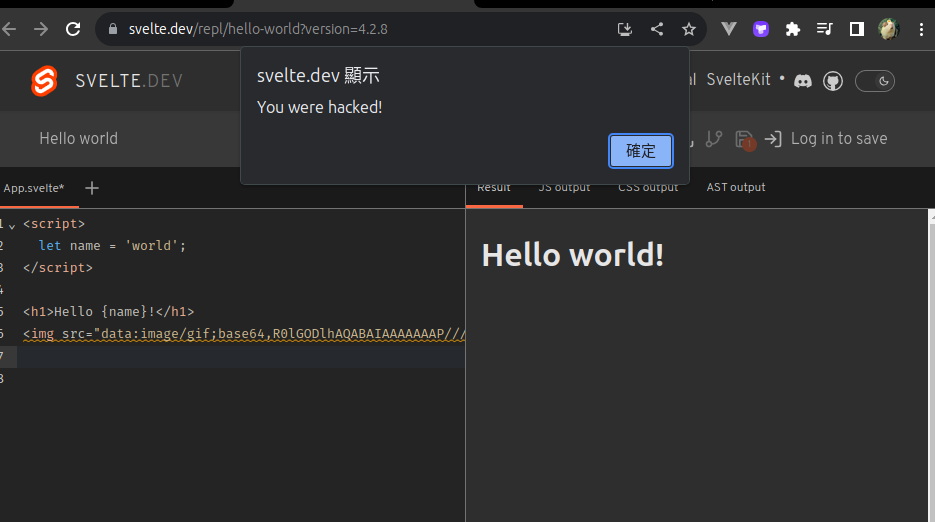 svelte.dev/repl/hello-world?version=4.2.8
svelte.dev 顯示
You were hacked!
確定
SVELTE.DEV
SvelteKit
Hello world
Log in to save
App.svelte*
Result
JS output
CSS output
AST output
<script>
2 let name = 'world';
3 </script>
5 <h1>Hello {name}!</h1>
6 <img src="data:image/gif;base64,R0lGODlhAQABAIAAAAAAAP///
7
8
Hello world!